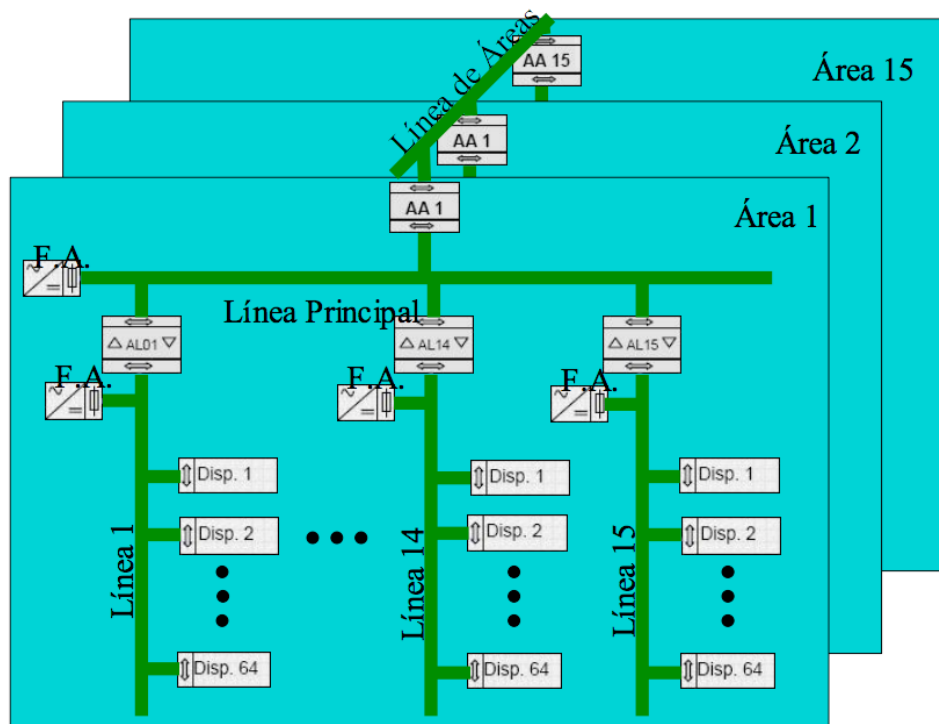 Línea de Áreas
AA 15
Área 15
AA 1
Área 2
AA 1
Área 1
F.A.
Línea Principal
AL01
AL14
AL15
F.A.
F.A.
F.A.
Línea 1
Disp. 1
Disp. 2
Disp. 64
Línea 14
Disp. 1
Disp. 2
Disp. 64
Línea 15
Disp. 1
Disp. 2
Disp. 64